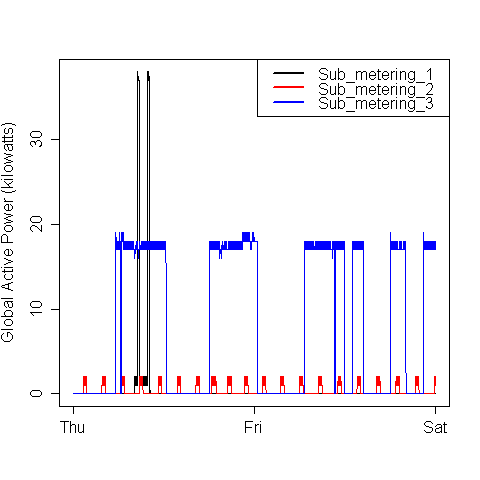 Sub_metering_1
Sub_metering_2
Sub_metering_3
Global Active Power (kilowatts)
30
20
10
0
Thu Fri Sat